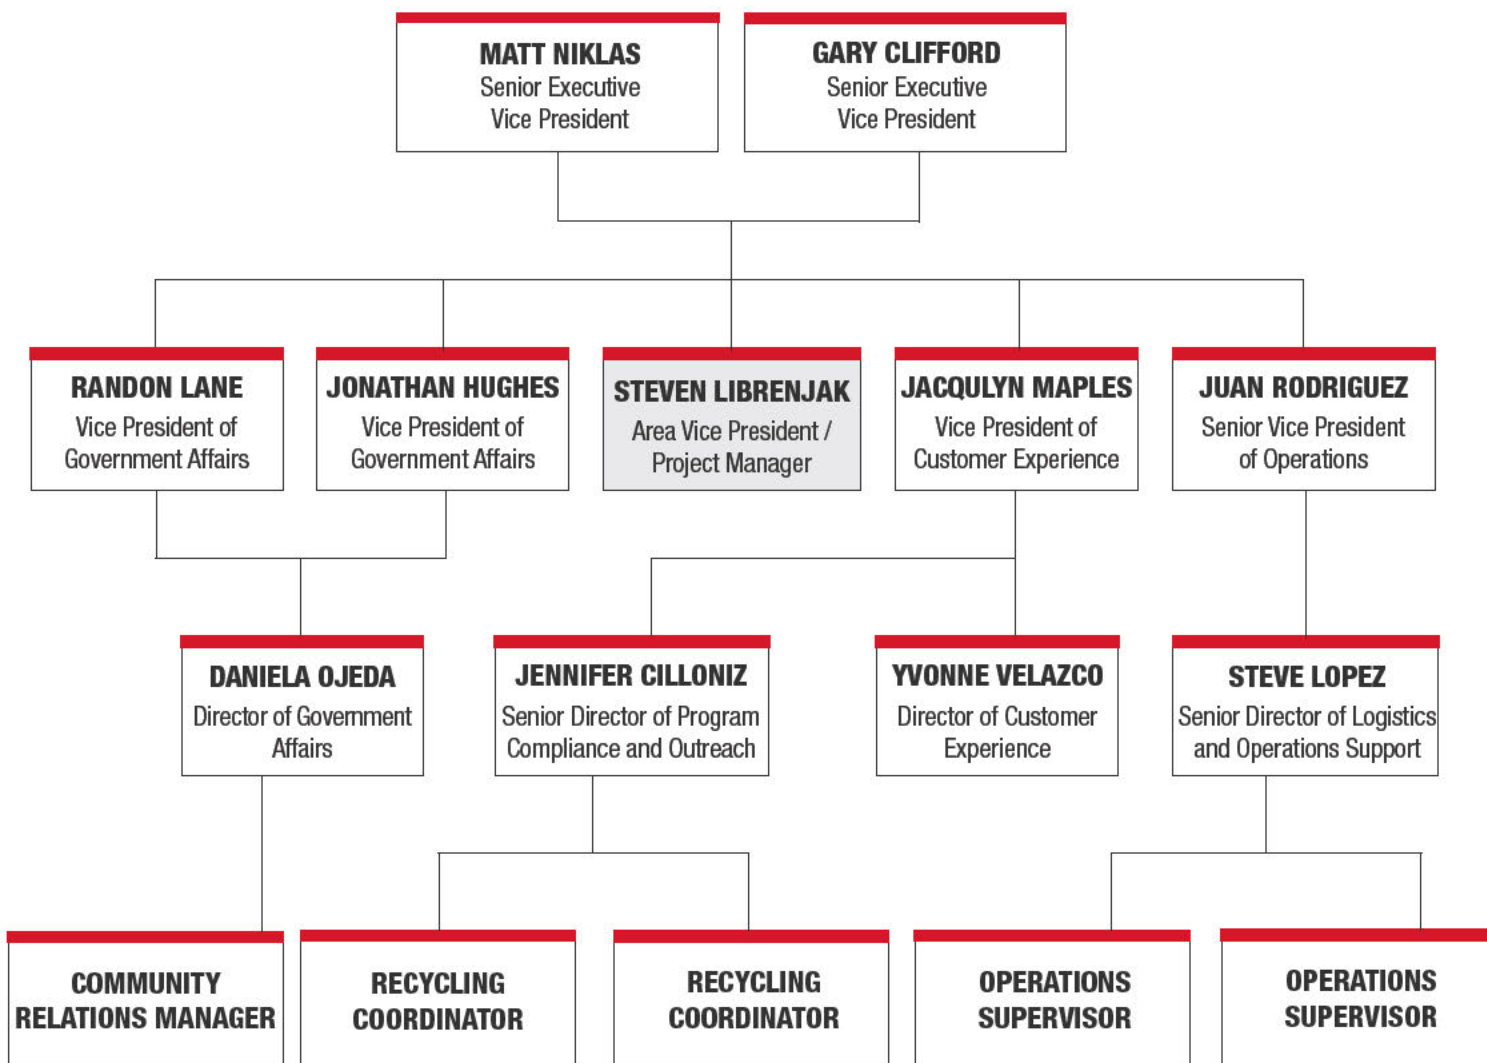 MATT NIKLAS
Senior Executive
Vice President
GARY CLIFFORD
Senior Executive
Vice President
RANDON LANE
Vice President of
Government Affairs
JONATHAN HUGHES
Vice President of
Government Affairs
STEVEN LIBRENJAK
Area Vice President /
Project Manager
JACQULYN MAPLES
Vice President of
Customer Experience
JUAN RODRIGUEZ
Senior Vice President
of Operations
DANIELA OJEDA
Director of Government
Affairs
JENNIFER CILLONIZ
Senior Director of Program
Compliance and Outreach
YVONNE VELAZCO
Director of Customer
Experience
STEVE LOPEZ
Senior Director of Logistics
and Operations Support
COMMUNITY
RELATIONS MANAGER
RECYCLING
COORDINATOR
RECYCLING
COORDINATOR
OPERATIONS
SUPERVISOR
OPERATIONS
SUPERVISOR